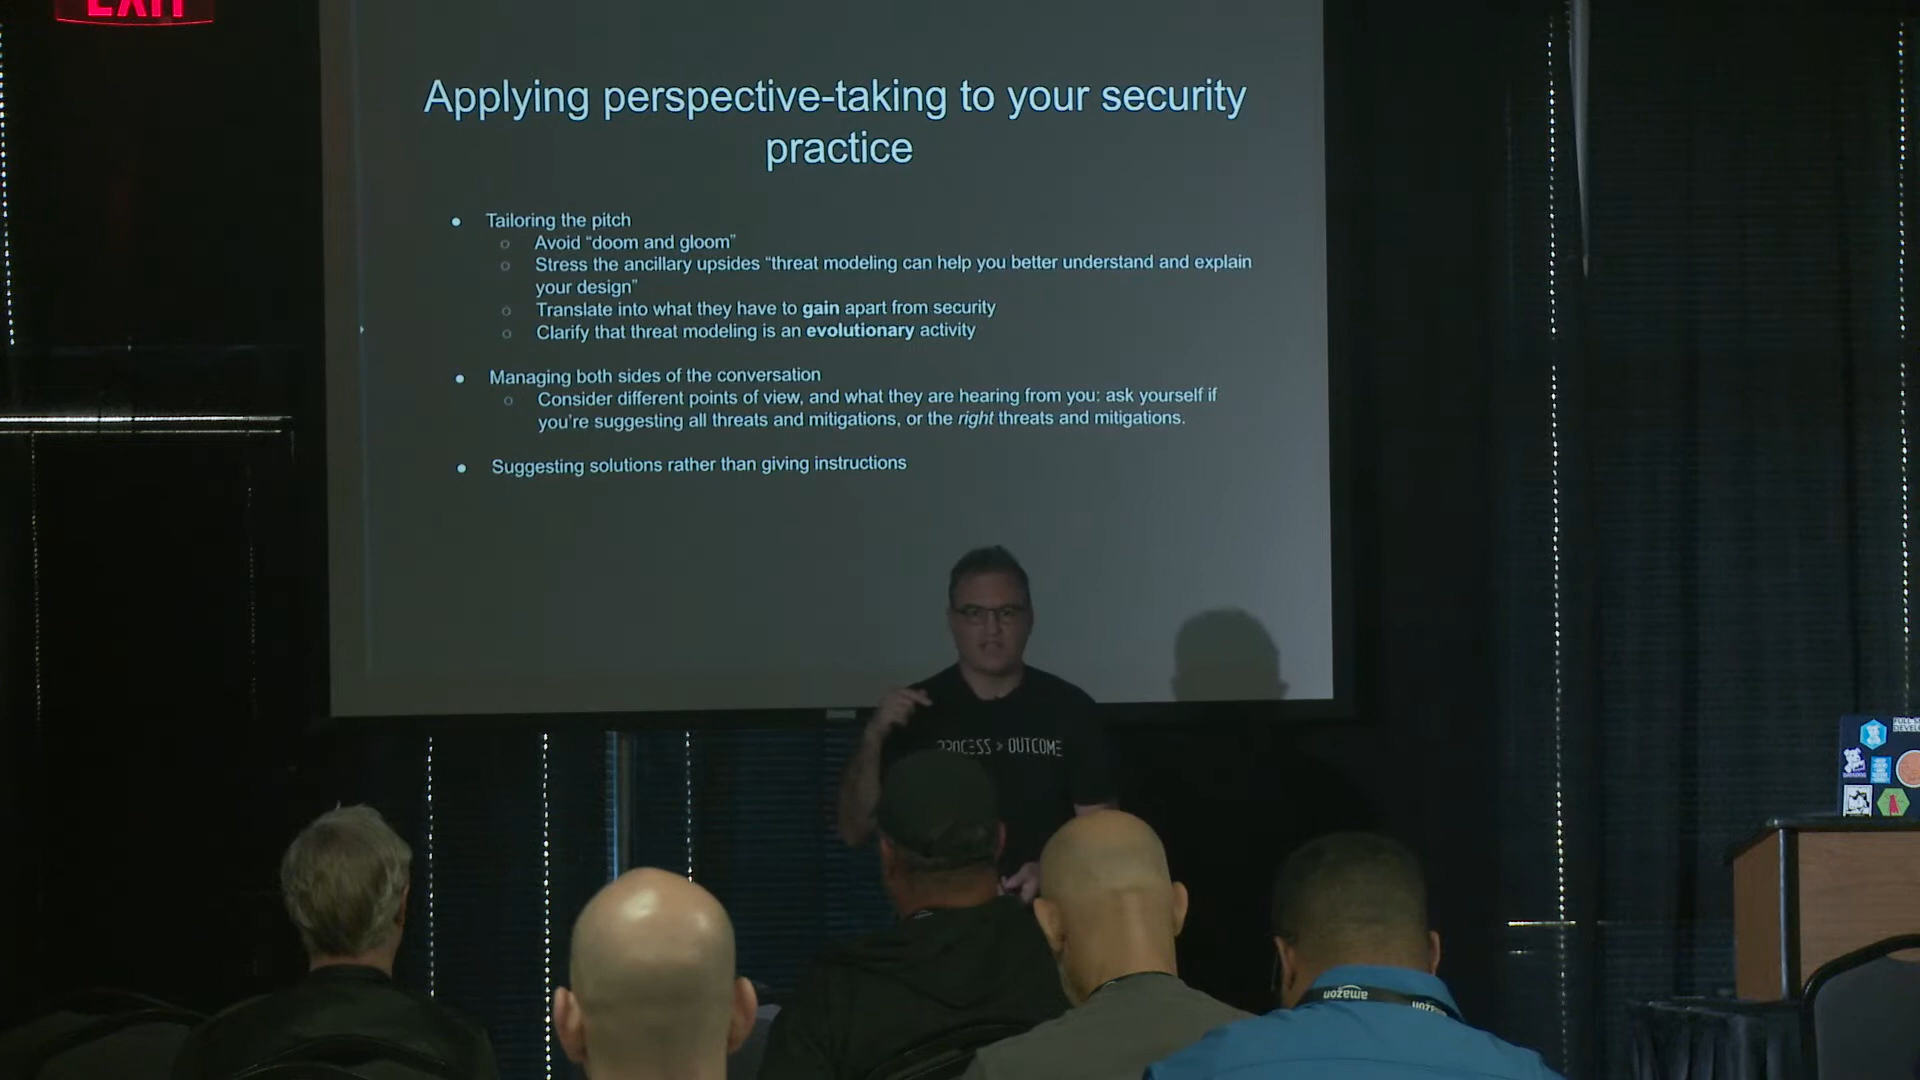 EXIT
Applying perspective-taking to your security
practice
● Tailoring the pitch
○ Avoid “doom and gloom”
○ Stress the ancillary upsides “threat modeling can help you better understand and explain
your design”
○ Translate into what they have to gain apart from security
○ Clarify that threat modeling is an evolutionary activity
● Managing both sides of the conversation
○ Consider different points of view, and what they are hearing from you: ask yourself if
you’re suggesting all threats and mitigations, or the right threats and mitigations.
● Suggesting solutions rather than giving instructions
PROCESS > OUTCOME
DATADOG
amazon